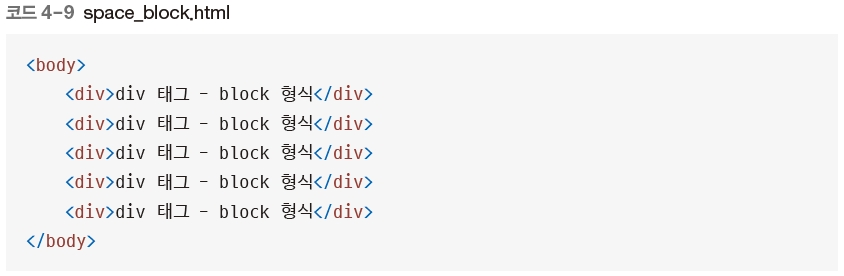 코드 4-9 space_block.html
<body>
<div>div 태그 - block 형식</div>
<div>div 태그 - block 형식</div>
<div>div 태그 - block 형식</div>
<div>div 태그 - block 형식</div>
<div>div 태그 - block 형식</div>
</body>